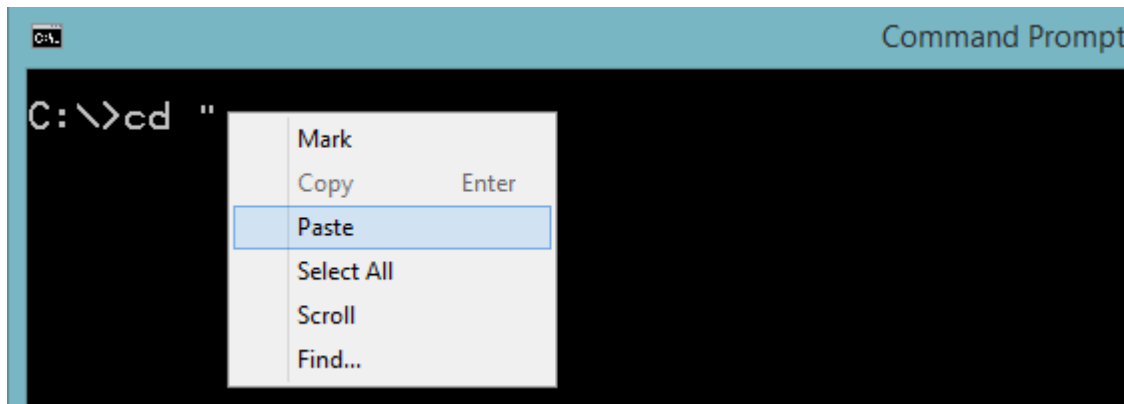 Command Prompt
C:\>cd "
Mark
Copy Enter
Paste
Select All
Scroll
Find...